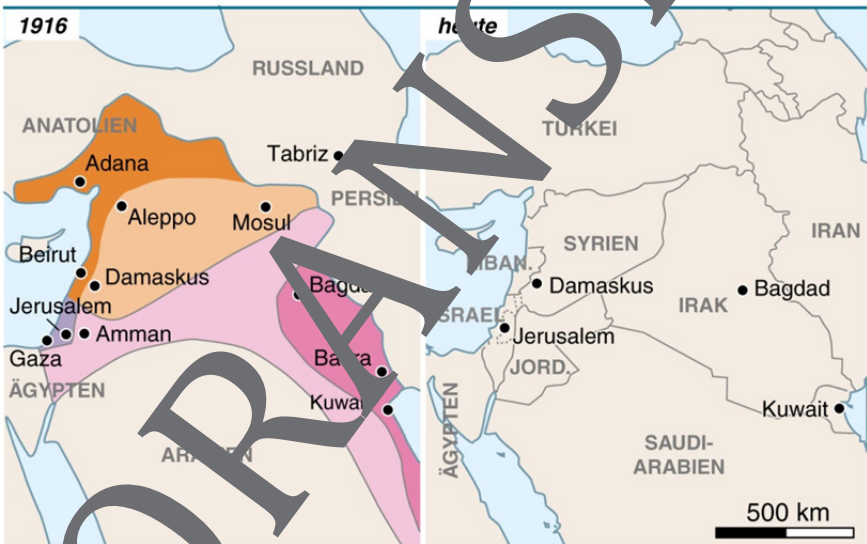 1916
RUSSLAND
ANATOLIEN
Adana
Tabriz
Aleppo
Mosul
Beirut
Damaskus
Jerusalem
Amman
Gaza
ÄGYPTEN
heute
TÜRKEI
SYRIEN
IRAN
Damaskus
IRAK
Bagdad
Jerusalem
JORD.
Kuwait
ÄGYPTEN
SAUDI-
ARABIEN
500 km